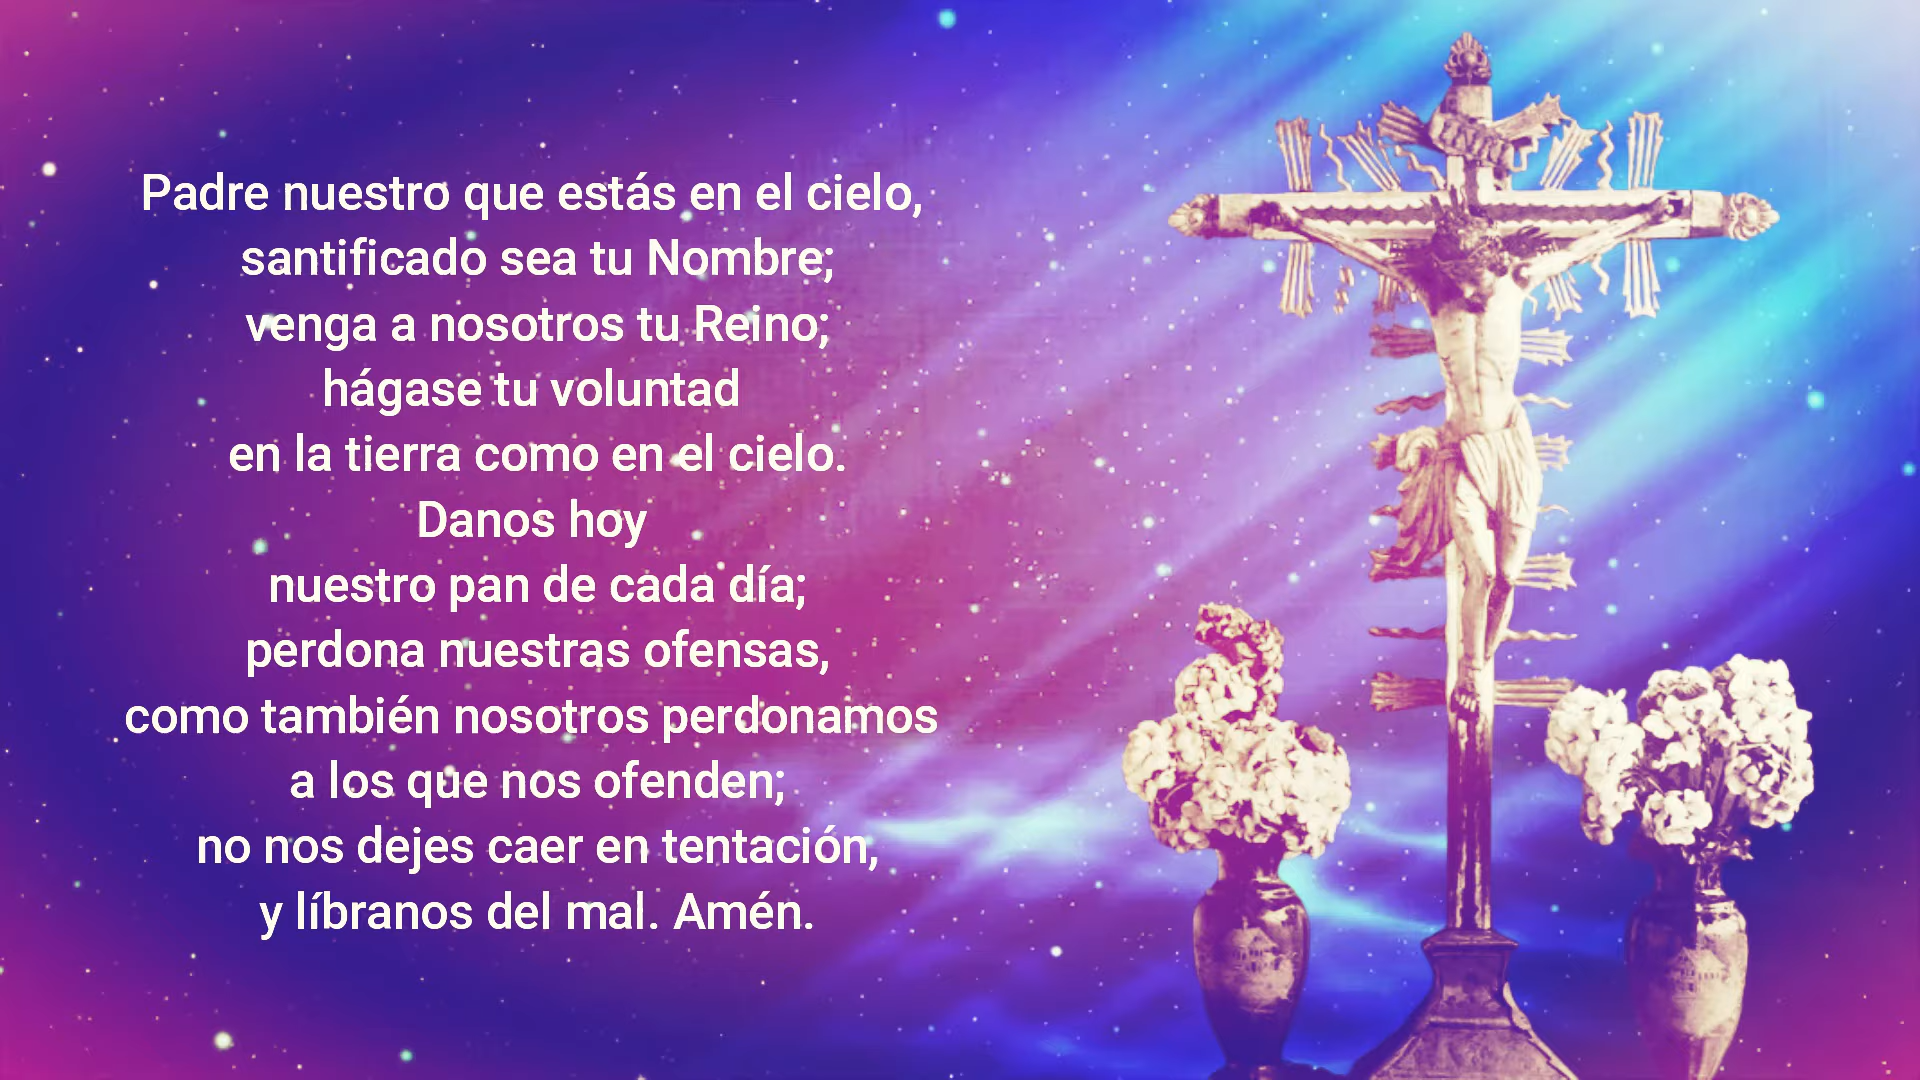 Padre nuestro que estás en el cielo,
santificado sea tu Nombre;
venga a nosotros tu Reino;
hágase tu voluntad
en la tierra como en el cielo.
Danos hoy
nuestro pan de cada día;
perdona nuestras ofensas,
como también nosotros perdonamos
a los que nos ofenden;
no nos dejes caer en tentación,
y líbranos del mal. Amén.